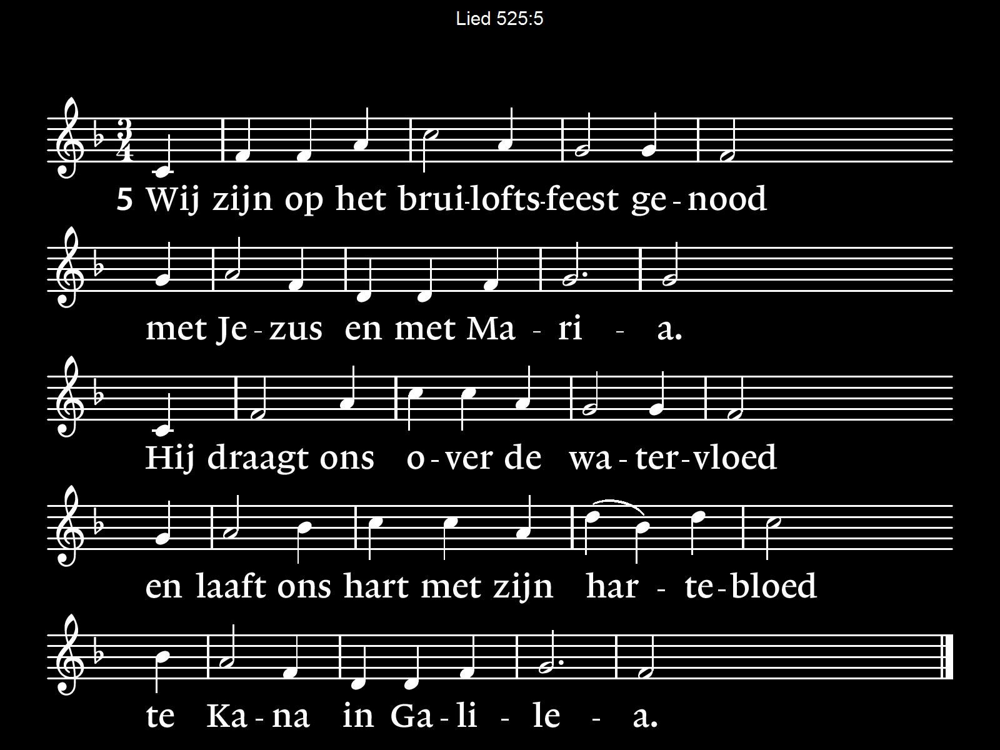 Lied 525:5
3
4
5 Wij zijn op het brui-lofts-feest ge-nood
met Je-zus en met Ma-ri-a.
Hij draagt ons o-ver de wa-ter-vloed
en laaft ons hart met zijn har-te-bloed
te Ka-na in Ga-li-le-a.